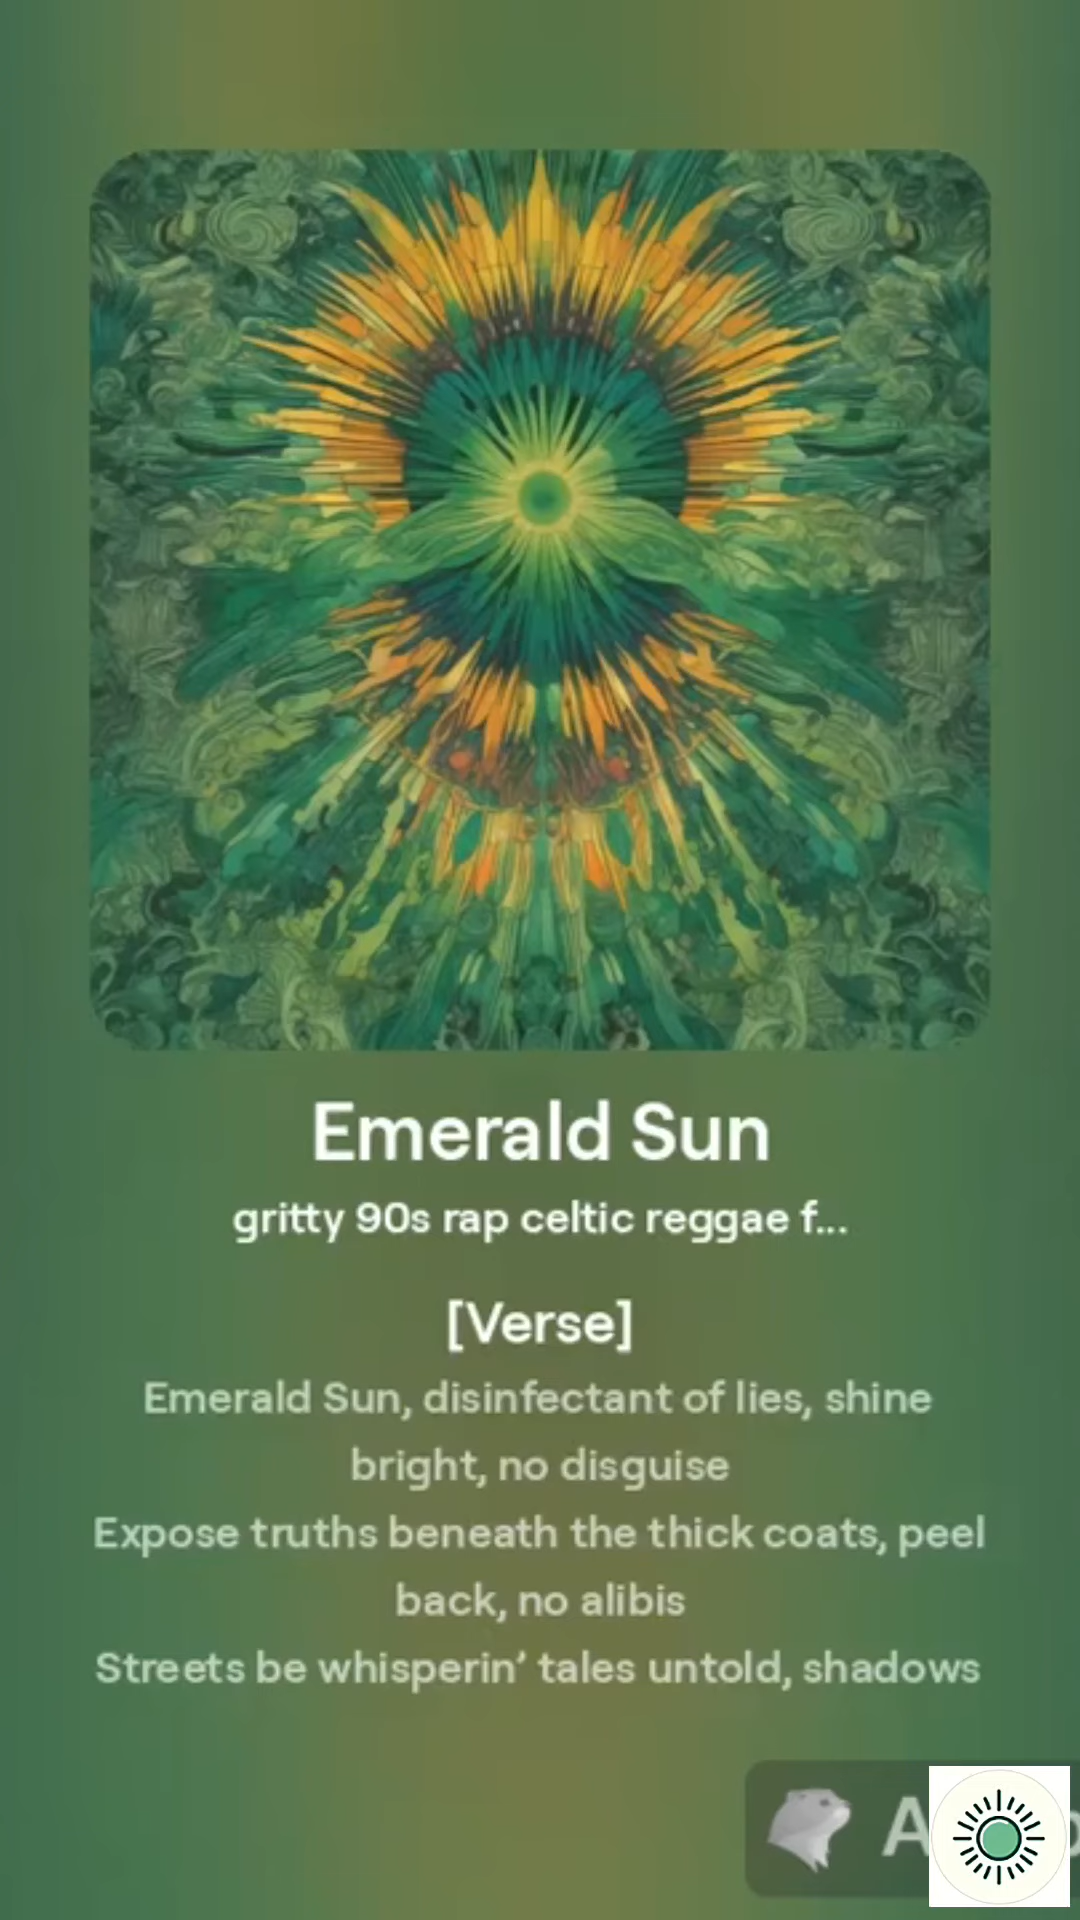 Emerald Sun
gritty 90s rap celtic reggae f...
[Verse]
Emerald Sun, disinfectant of lies, shine
bright, no disguise
Expose truths beneath the thick coats, peel
back, no alibis
Streets be whisperin’ tales untold, shadows